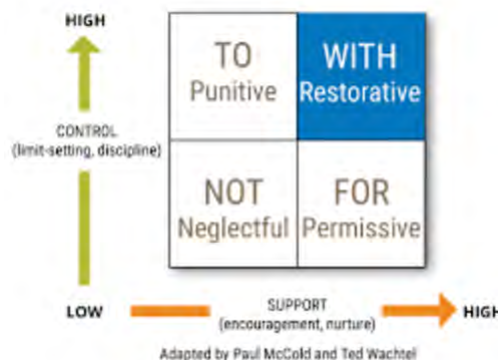 HIGH
TO
Punitive
WITH
Restorative
CONTROL
(limit-setting, discipline)
NOT
Neglectful
FOR
Permissive
LOW
SUPPORT
(encouragement, nurture)
HIGH
Adapted by Paul McCold and Ted Wachtel